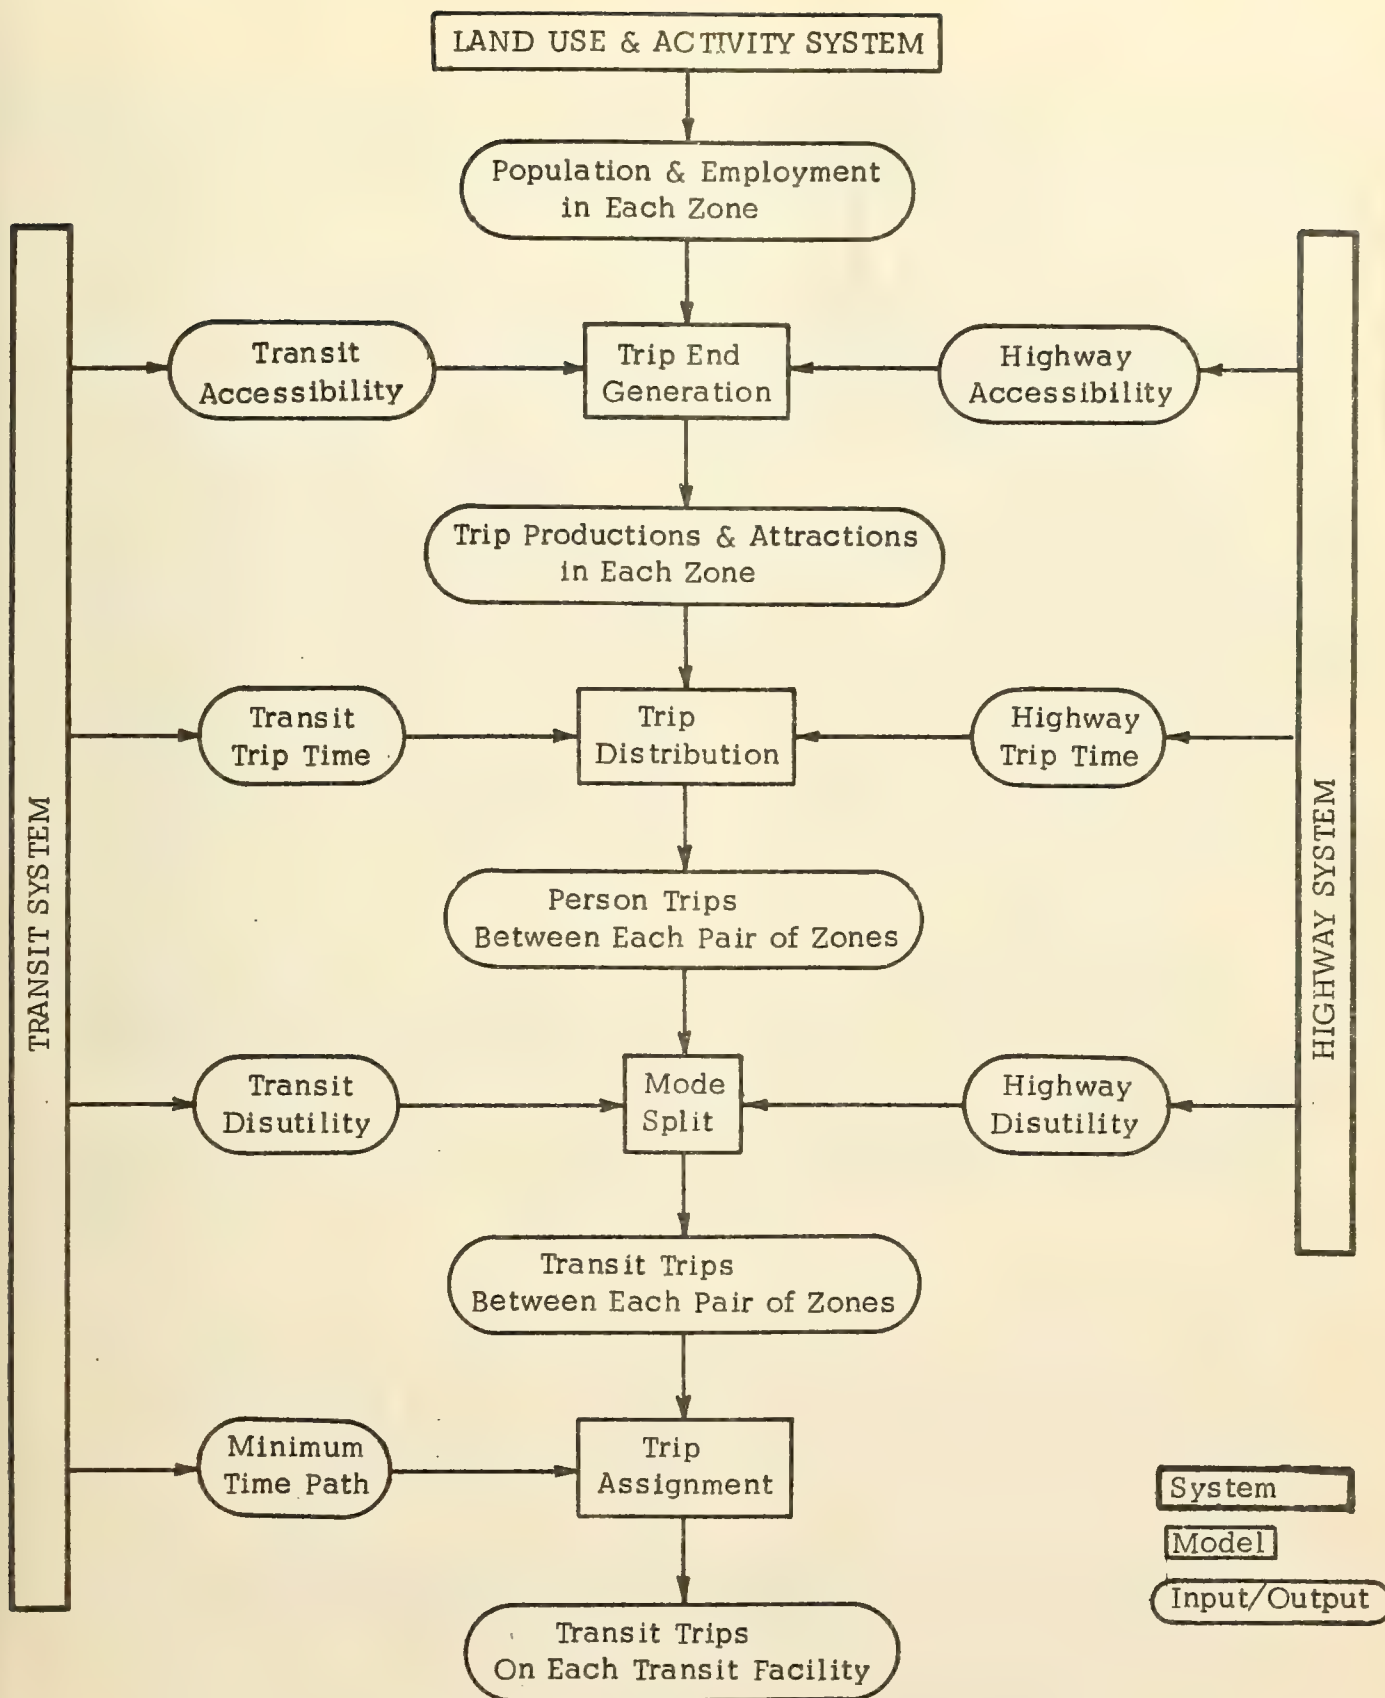 LAND USE & ACTIVITY SYSTEM
Population & Employment
in Each Zone
Transit
Accessibility
Trip End
Generation
Highway
Accessibility
Trip Productions & Attractions
in Each Zone
Transit
Trip Time
Trip
Distribution
Highway
Trip Time
TRANSIT SYSTEM
HIGHWAY SYSTEM
Person Trips
Between Each Pair of Zones
Transit
Disutility
Mode
Split
Highway
Disutility
Transit Trips
Between Each Pair of Zones
Minimum
Time Path
Trip
Assignment
System
Model
Input/Output
Transit Trips
On Each Transit Facility